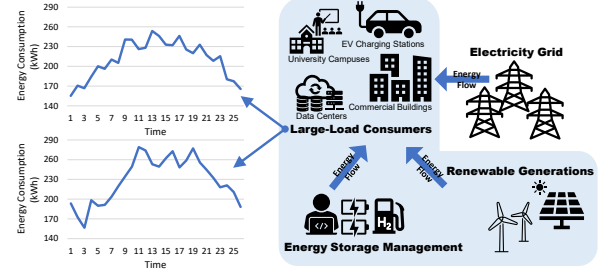 Energy Consumption
(kWh)
290
260
230
200
170
140
1 3 5 7 9 11 13 15 17 19 21 23 25
Time
Energy Consumption
(kWh)
290
260
230
200
170
140
1 3 5 7 9 11 13 15 17 19 21 23 25
Time
University Campuses
EV Charging Stations
Data Centers
Commercial Buildings
Large-Load Consumers
Electricity Grid
Energy
Flow
Energy
Flow
Energy
Flow
Renewable Generations
H2
Energy Storage Management